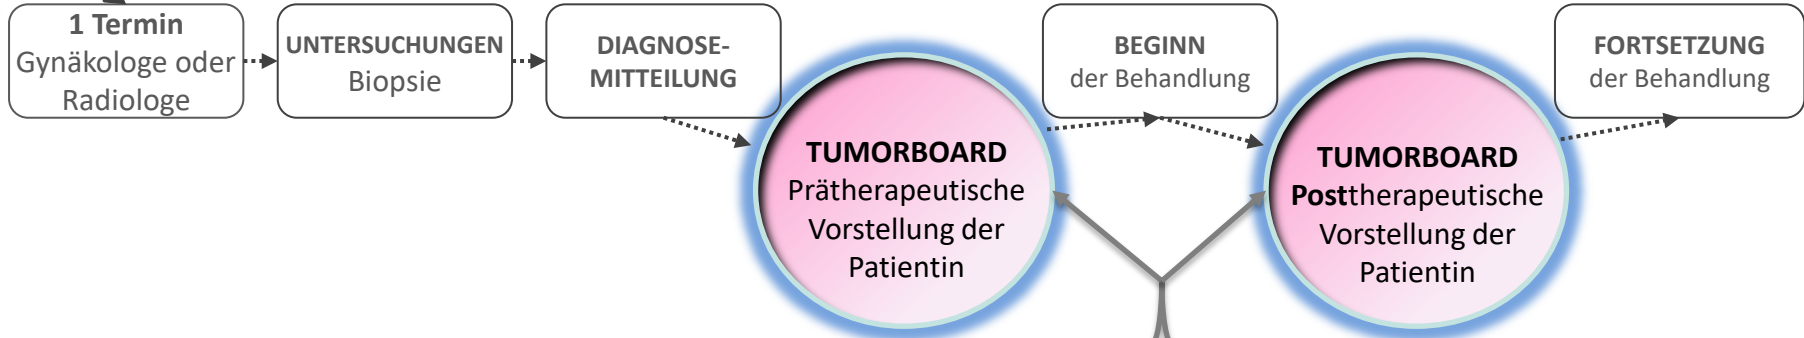 1 Termin
Gynäkologe oder
Radiologe
UNTERSUCHUNGEN
Biopsie
DIAGNOSE-
MITTEILUNG
TUMORBOARD
Prätherapeutische
Vorstellung der
Patientin
BEGINN
der Behandlung
TUMORBOARD
Posttherapeutische
Vorstellung der
Patientin
FORTSETZUNG
der Behandlung